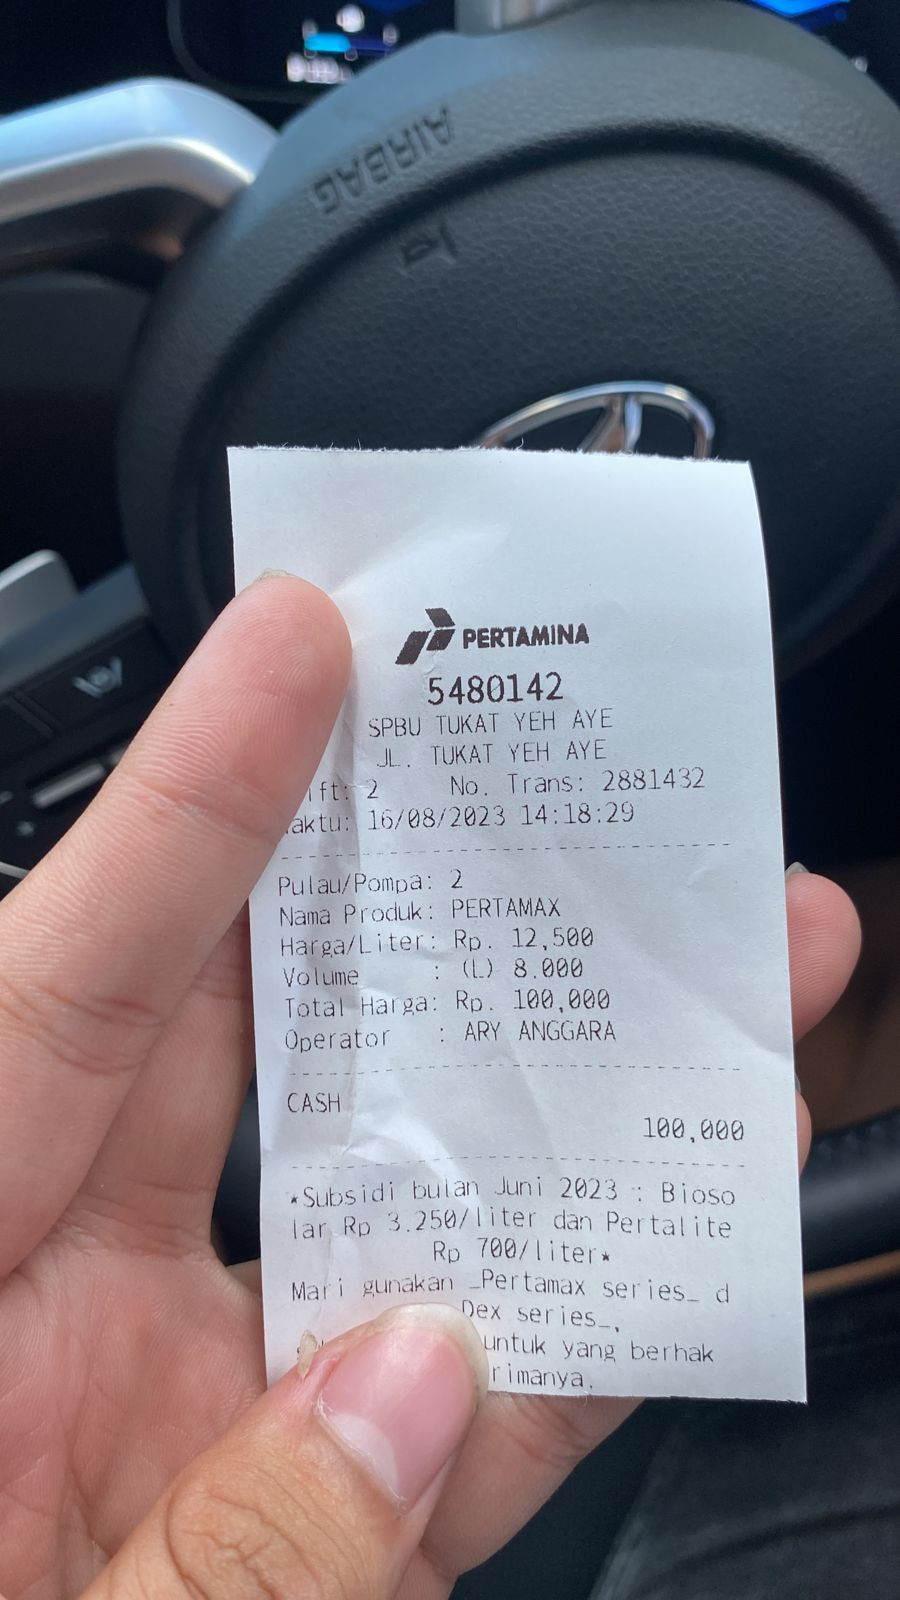 AIRBAG
PERTAMINA
5480142
SPBU TUKAT YEH AYE
JL. TUKAT YEH AYE
ift: 2 No. Trans: 2881432
aktu: 16/08/2023 14:18:29
Pulau/Pompa: 2
Nama Produk: PERTAMAX
Harga/Liter: Rp. 12,500
Volume : (L) 8.000
Total Harga: Rp. 100,000
Operator : ARY ANGGARA
CASH
100,000
*Subsidi bulan Juni 2023 : Bioso
lar Rp 3.250/liter dan Pertalite
Rp 700/liter*
Mari gunakan _Pertamax series_ d
Dex series_.
untuk yang berhak
rimanya.